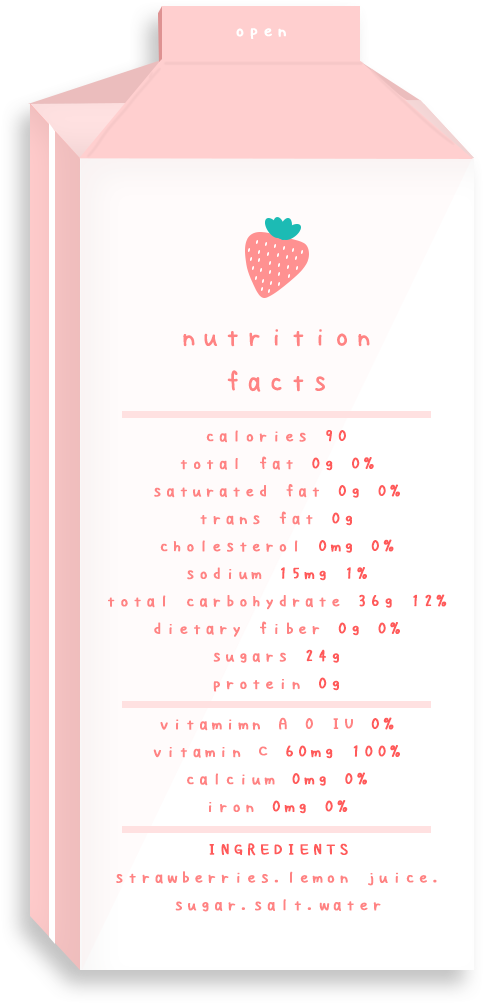 open
nutrition
facts
calories 90
total fat 0g 0%
saturated fat 0g 0%
trans fat 0g
cholesterol 0mg 0%
sodium 15mg 1%
total carbohydrate 36g 12%
dietary fiber 0g 0%
sugars 24g
protein 0g
vitamimn A 0 IU 0%
vitamin C 60mg 100%
calcium 0mg 0%
iron 0mg 0%
INGREDIENTS
strawberries.lemon juice.
sugar.salt.water